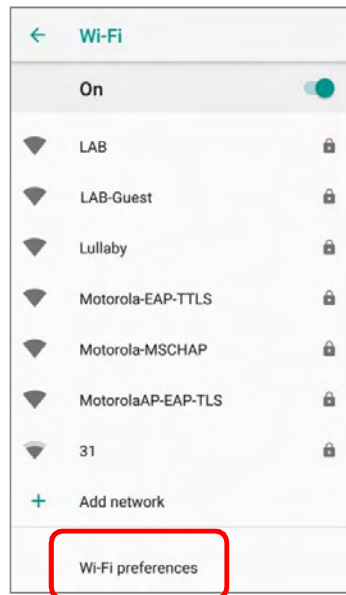 Wi-Fi
On
LAB
LAB-Guest
Lullaby
Motorola-EAP-TTLS
Motorola-MSCHAP
MotorolaAP-EAP-TLS
31
Add network
Wi-Fi preferences